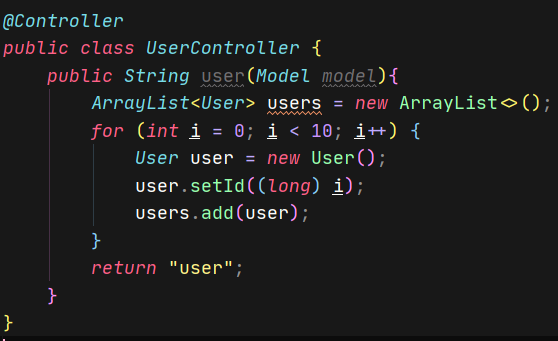 @Controller
public class UserController {
    public String user(Model model){
        ArrayList<User> users = new ArrayList<>();
        for (int i = 0; i < 10; i++) {
            User user = new User();
            user.setId((long) i);
            users.add(user);
        }
        return "user";
    }
}